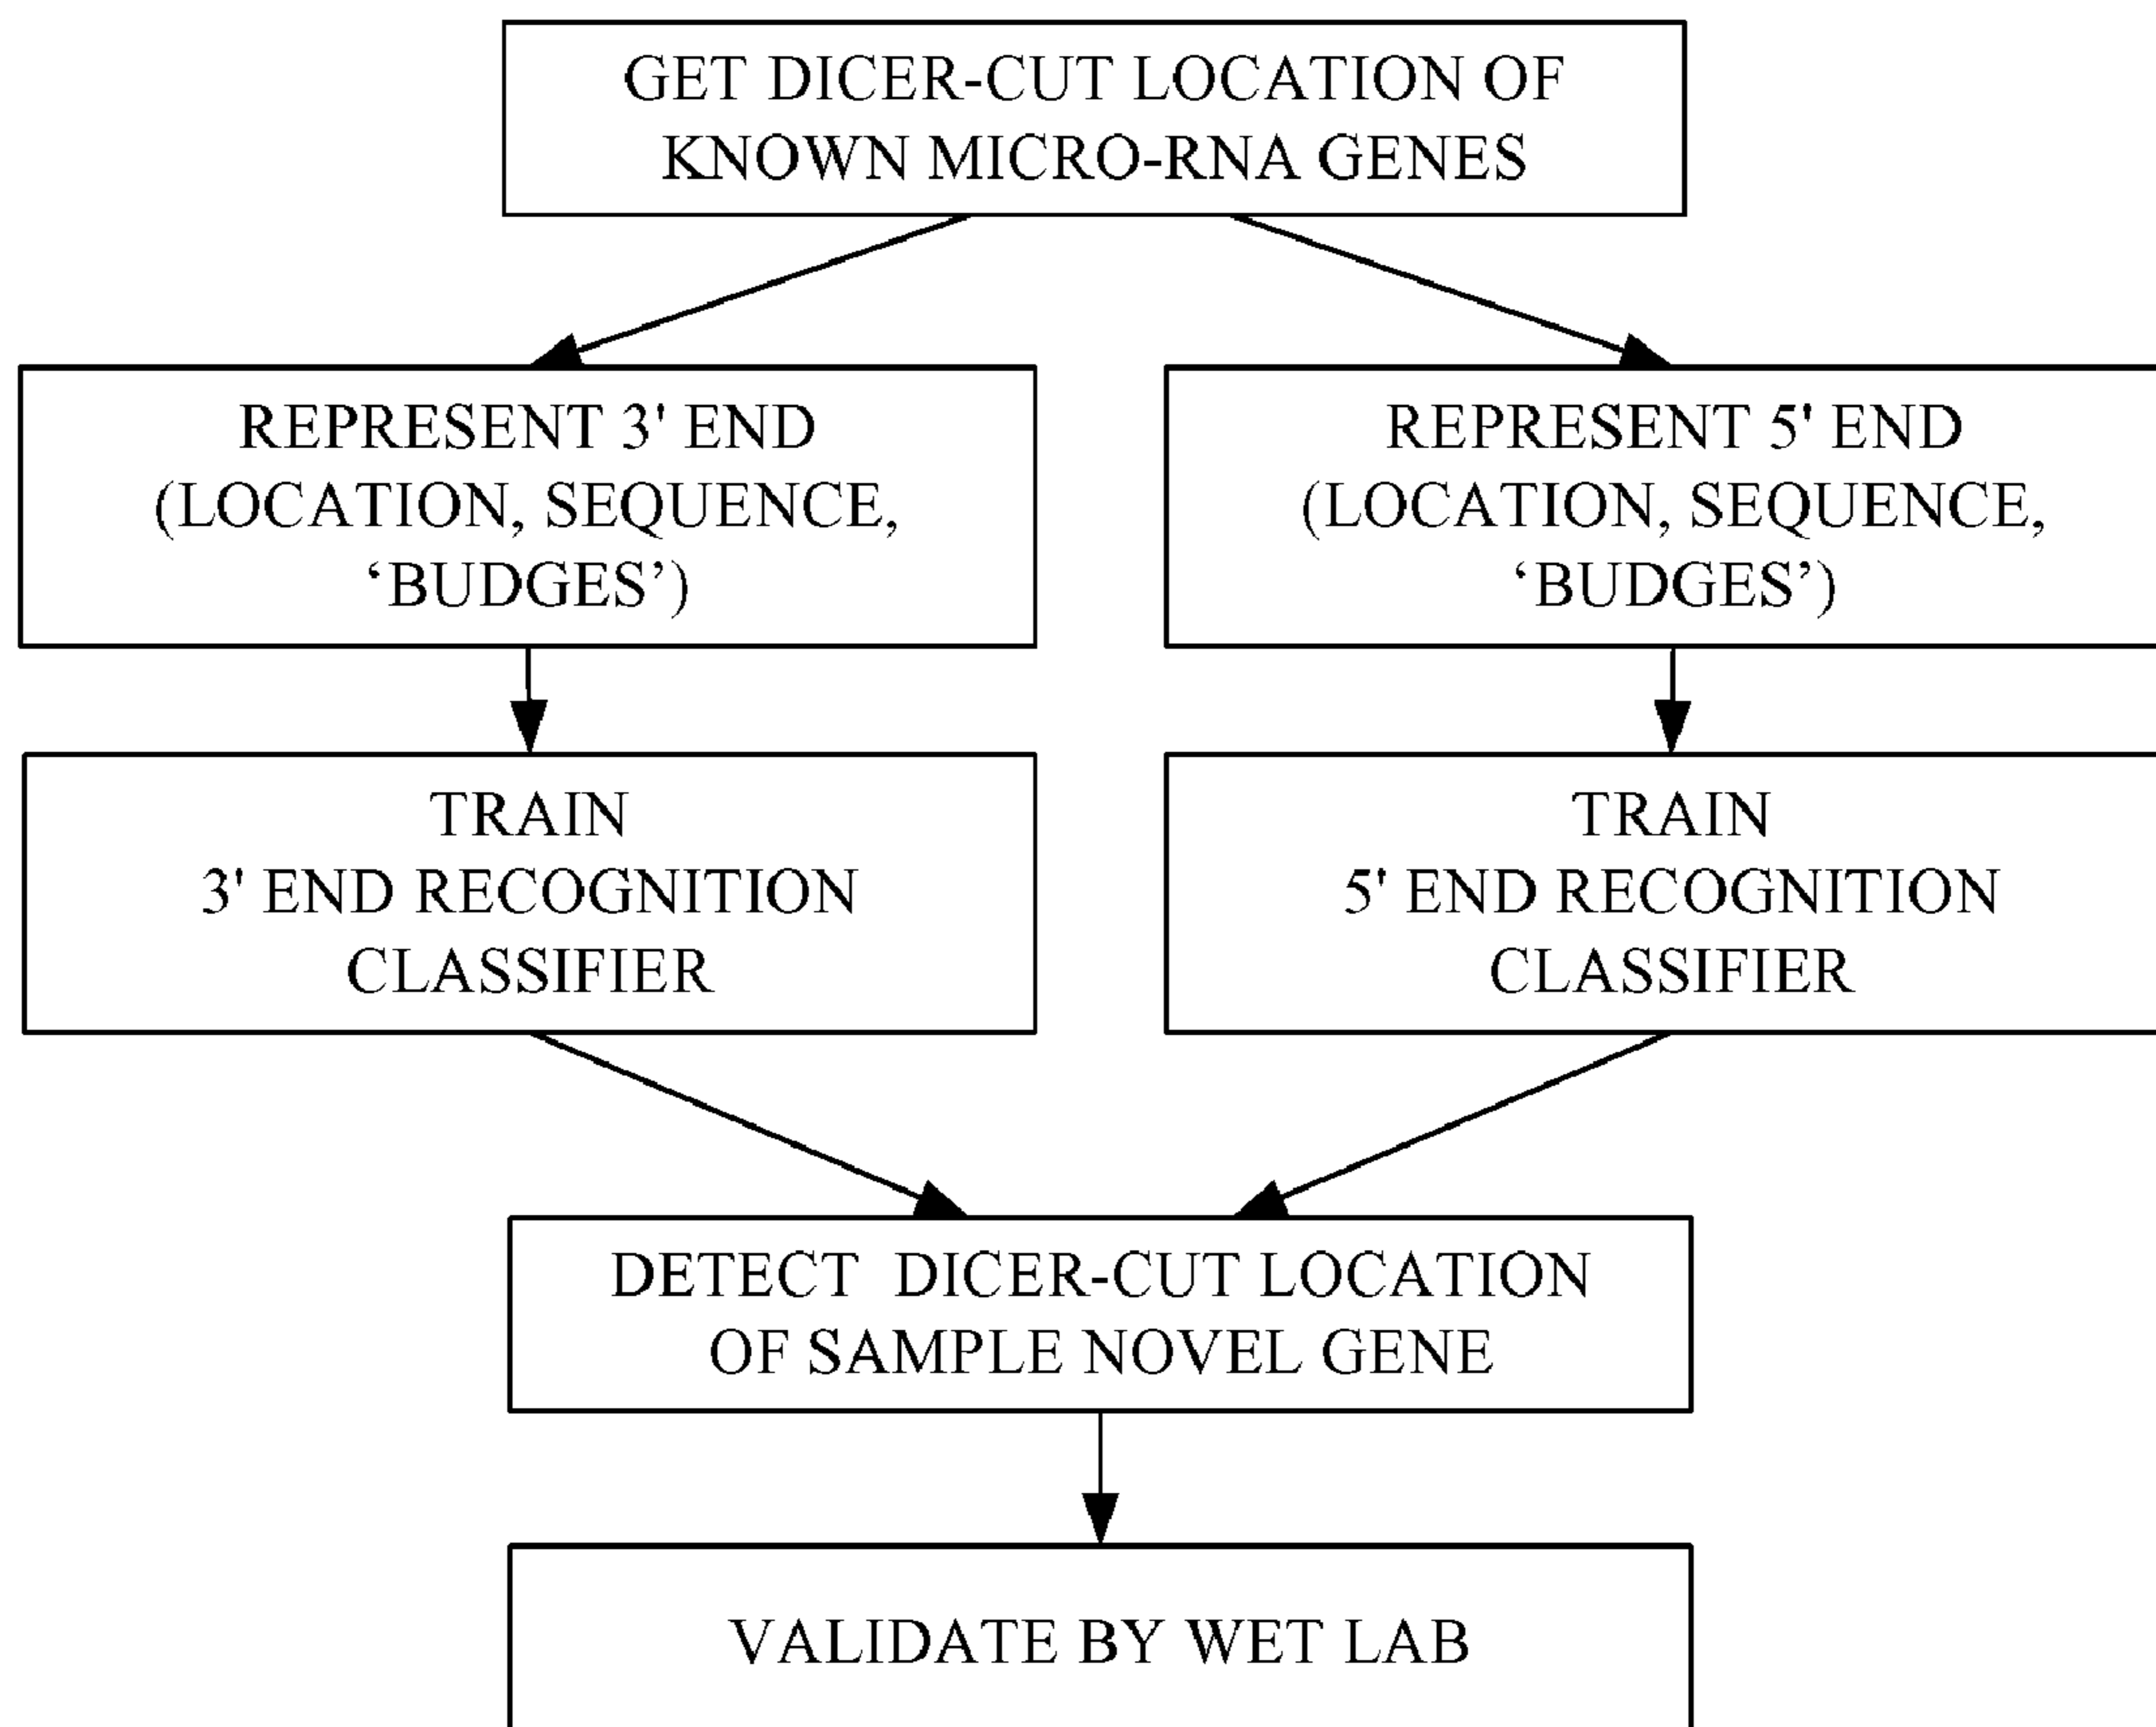 GET DICER-CUT LOCATION OF
KNOWN MICRO-RNA GENES
REPRESENT 3' END
(LOCATION, SEQUENCE,
‘BUDGES’)
REPRESENT 5' END
(LOCATION, SEQUENCE,
‘BUDGES’)
TRAIN
3' END RECOGNITION
CLASSIFIER
TRAIN
5' END RECOGNITION
CLASSIFIER
DETECT DICER-CUT LOCATION
OF SAMPLE NOVEL GENE
VALIDATE BY WET LAB